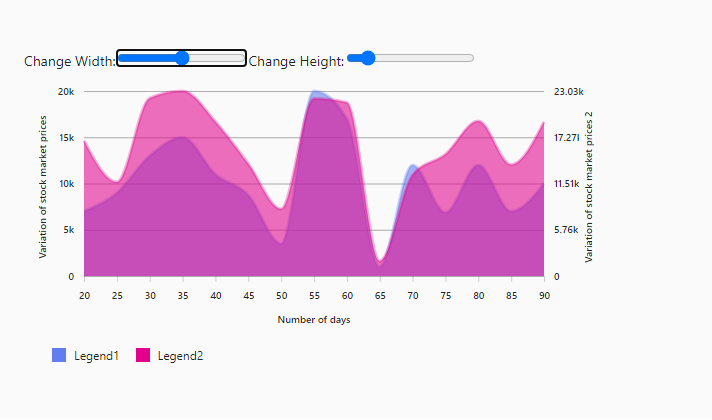 Change Width: Change Height:
20k 23.03k
15k 17.27l
10k 11.51k
5k 5.76k
0 0
Variation of stock market prices
Variation of stock market prices 2
20 25 30 35 40 45 50 55 60 65 70 75 80 85 90
Number of days
Legend1 Legend2